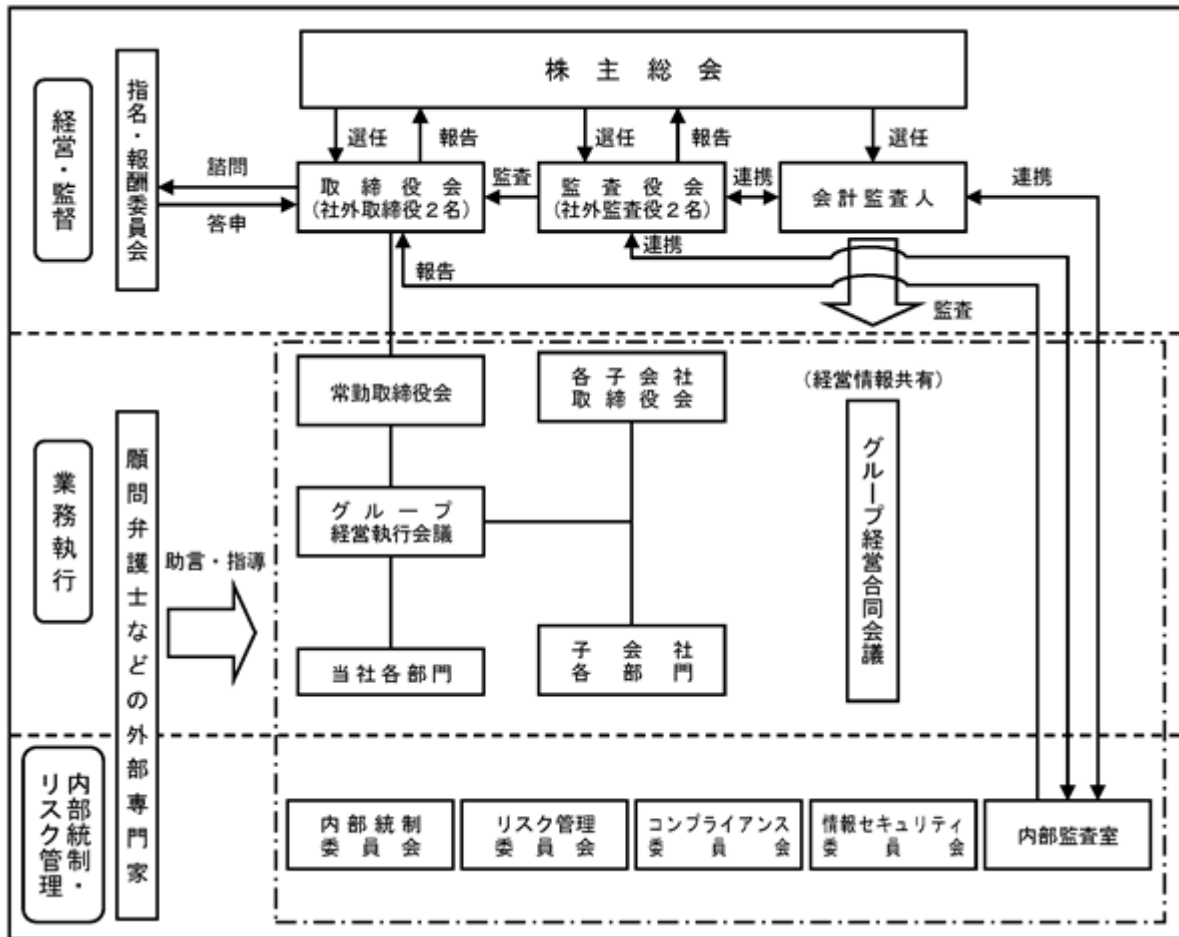 株主総会
選任
報告
選任
報告
選任
経営・監督
指名・報酬委員会
諮問
答申
取締役会
(社外取締役２名)
監査
監査役会
(社外監査役２名)
連携
会計監査人
連携
報告
連携
監査
業務執行
顧問弁護士などの外部専門家
助言・指導
常勤取締役会
各子会社
取締役会
（経営情報共有）
グループ
経営執行会議
グループ経営合同会議
当社各部門
子会社
各部門
内部統制・
リスク管理
内部統制
委員会
リスク管理
委員会
コンプライアンス
委員会
情報セキュリティ
委員会
内部監査室